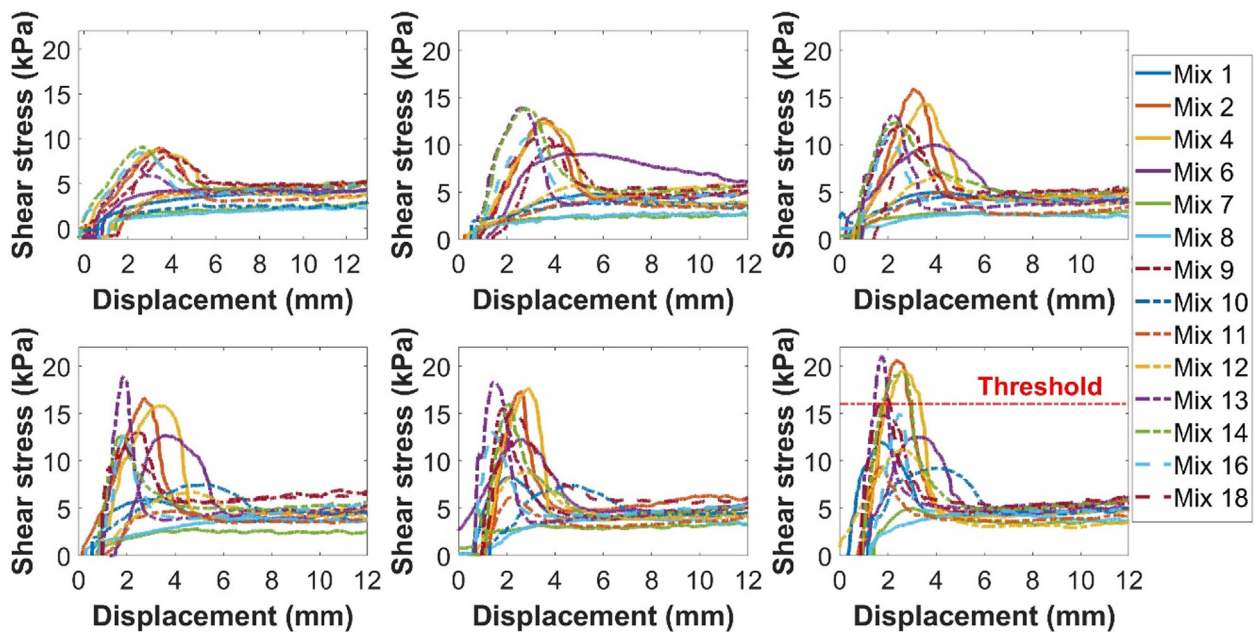 Shear stress (kPa)
20
15
10
5
0
0 2 4 6 8 10 12
Displacement (mm)
Shear stress (kPa)
20
15
10
5
0
0 2 4 6 8 10 12
Displacement (mm)
Shear stress (kPa)
20
15
10
5
0
0 2 4 6 8 10 12
Displacement (mm)
Shear stress (kPa)
20
15
10
5
0
0 2 4 6 8 10 12
Displacement (mm)
Shear stress (kPa)
20
15
10
5
0
0 2 4 6 8 10 12
Displacement (mm)
Shear stress (kPa)
20
15
10
5
0
Threshold
0 2 4 6 8 10 12
Displacement (mm)
Mix 1
Mix 2
Mix 4
Mix 6
Mix 7
Mix 8
Mix 9
Mix 10
Mix 11
Mix 12
Mix 13
Mix 14
Mix 16
Mix 18